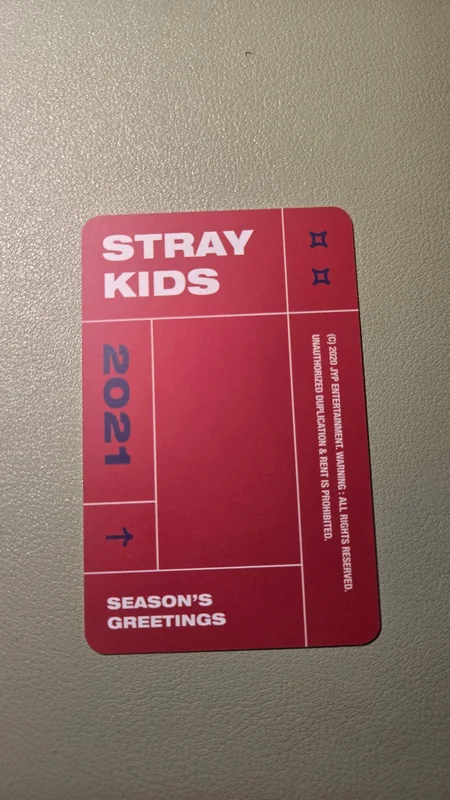 STRAY
KIDS
2021
SEASON'S
GREETINGS
(C) 2020 JYP ENTERTAINMENT. WARNING : ALL RIGHTS RESERVED.
UNAUTHORIZED DUPLICATION & RENT IS PROHIBITED.